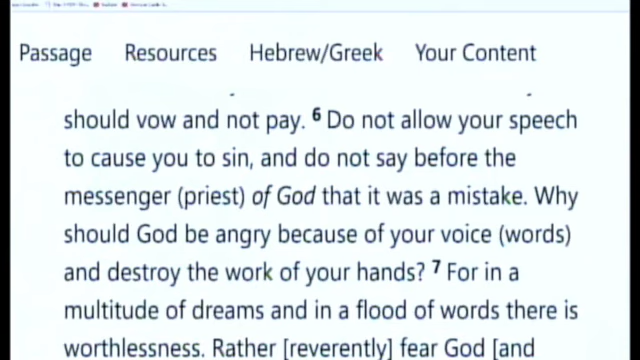 Passage Resources Hebrew/Greek Your Content
should vow and not pay. 6 Do not allow your speech
to cause you to sin, and do not say before the
messenger (priest) of God that it was a mistake. Why
should God be angry because of your voice (words)
and destroy the work of your hands? 7 For in a
multitude of dreams and in a flood of words there is
worthlessness. Rather [reverently] fear God [and